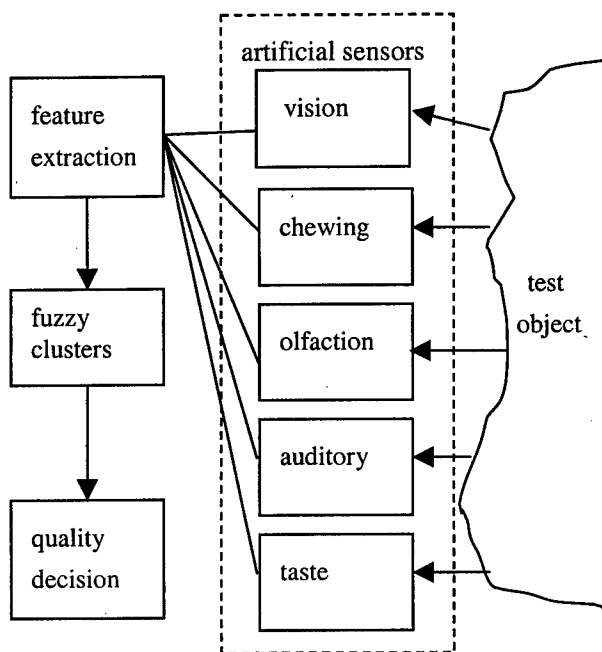 artificial sensors
feature
extraction
fuzzy
clusters
quality
decision
vision
chewing
olfaction
auditory
taste
test
object